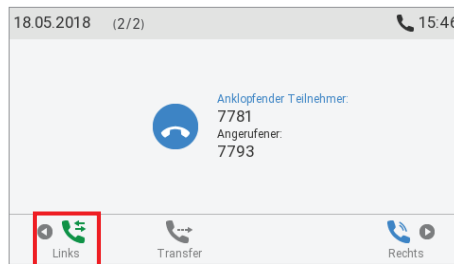 18.05.2018 (2/2) 15:46
Anklopfender Teilnehmer:
7781
Angerufener:
7793
Links Transfer Rechts